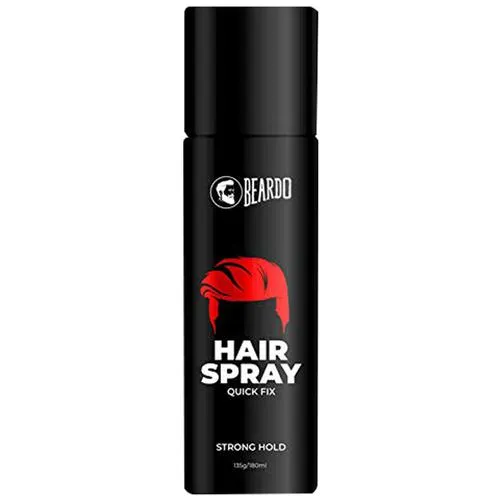 BEARDO
HAIR
SPRAY
QUICK FIX
STRONG HOLD
135g/180ml